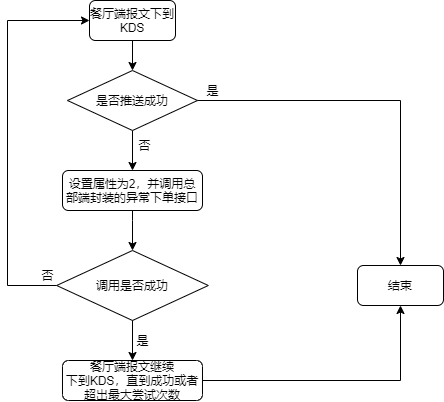 餐厅端报文下到
KDS
是否推送成功
是
否
设置属性为2，并调用总
部端封装的异常下单接口
否
调用是否成功
结束
是
餐厅端报文继续
下到KDS，直到成功或者
超出最大尝试次数